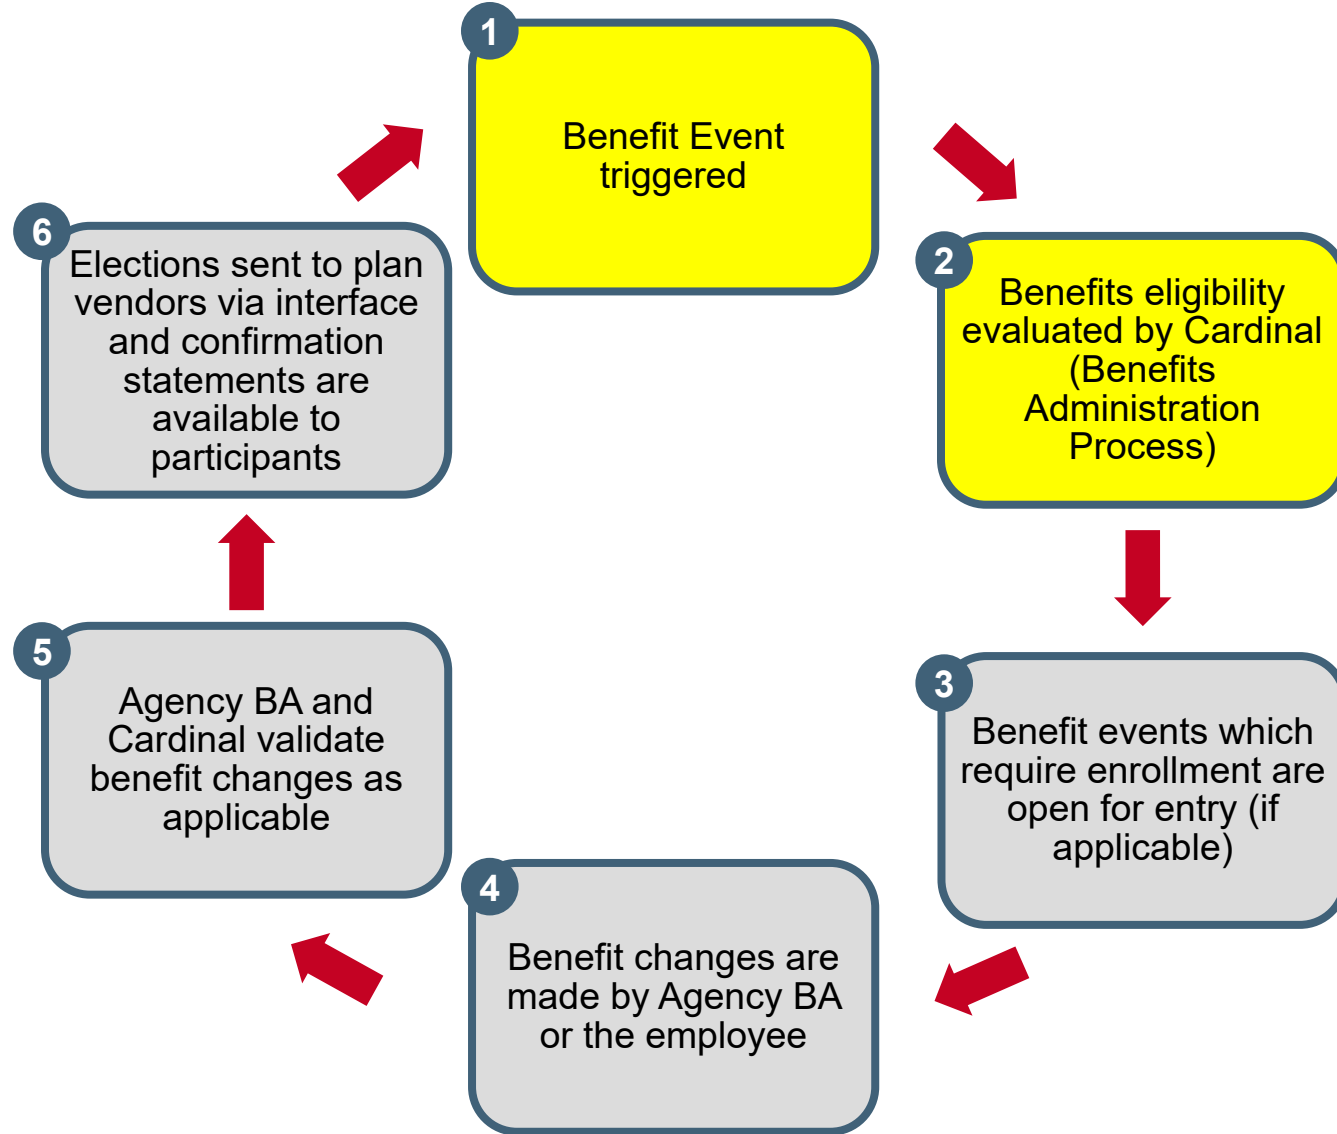 1
Benefit Event
triggered
2
Benefits eligibility
evaluated by Cardinal
(Benefits
Administration
Process)
3
Benefit events which
require enrollment are
open for entry (if
applicable)
4
Benefit changes are
made by Agency BA
or the employee
5
Agency BA and
Cardinal validate
benefit changes as
applicable
6
Elections sent to plan
vendors via interface
and confirmation
statements are
available to
participants